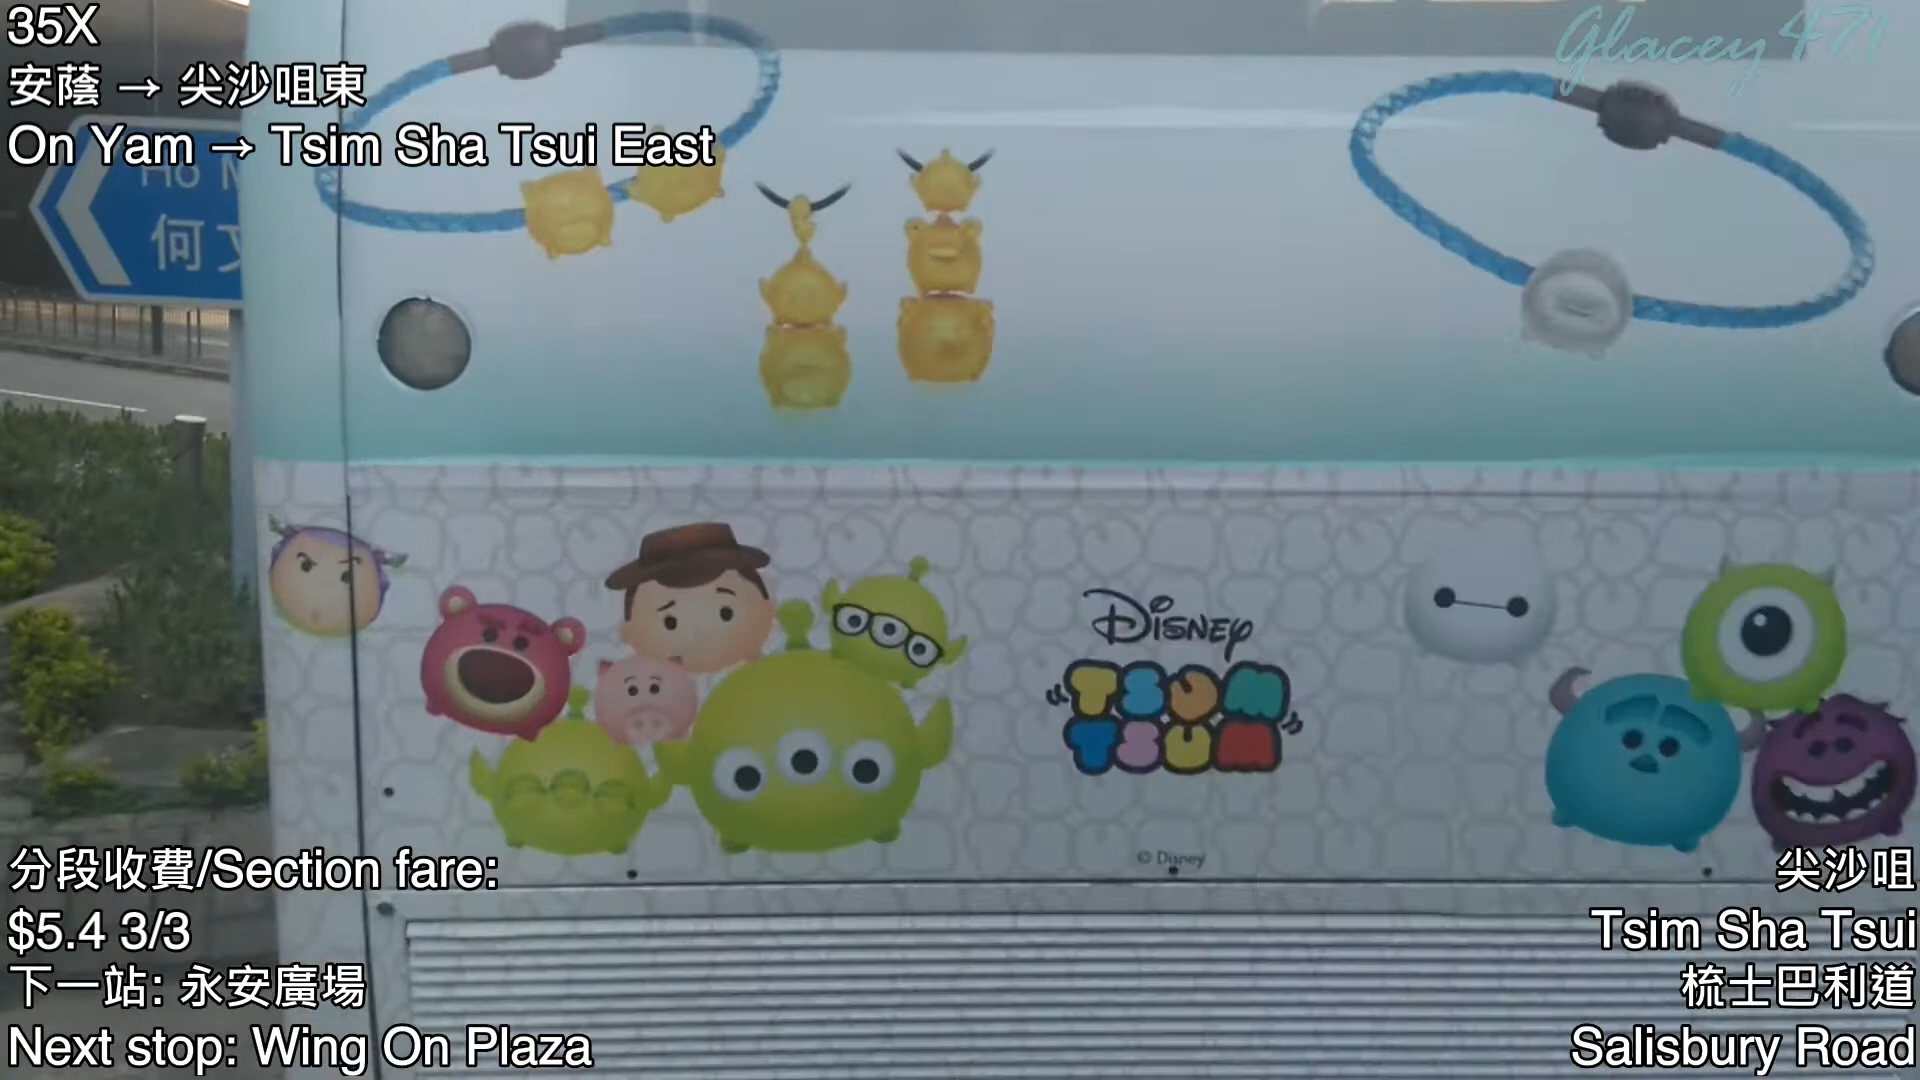 35X
安蔭 → 尖沙咀東
On Yam → Tsim Sha Tsui East
Glacey471
何
DISNEY
TSUM
TSUM
© Disney
分段收費/Section fare:
$5.4 3/3
下一站: 永安廣場
Next stop: Wing On Plaza
尖沙咀
Tsim Sha Tsui
梳士巴利道
Salisbury Road